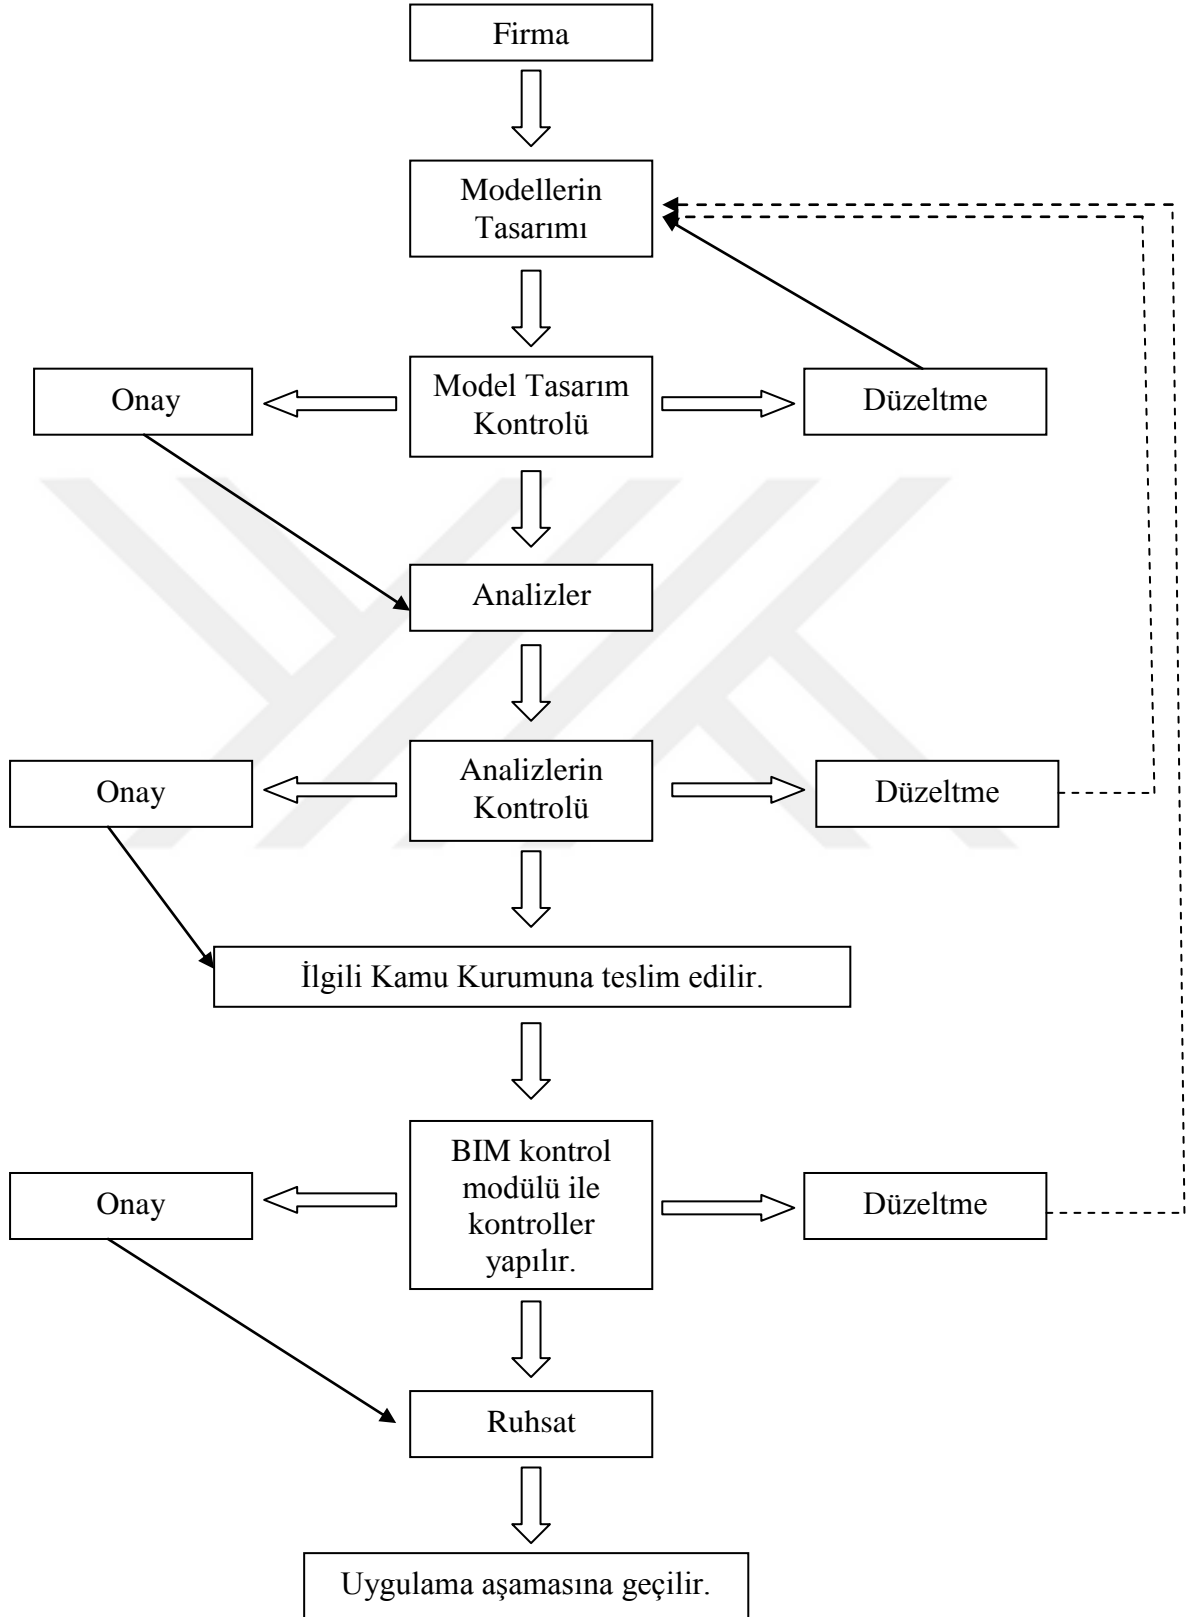 Firma
Modellerin
Tasarımı
Onay
Model Tasarım
Kontrolü
Düzeltme
Analizler
Onay
Analizlerin
Kontrolü
Düzeltme
İlgili Kamu Kurumuna teslim edilir.
Onay
BIM kontrol
modülü ile
kontroller
yapılır.
Düzeltme
Ruhsat
Uygulama aşamasına geçilir.